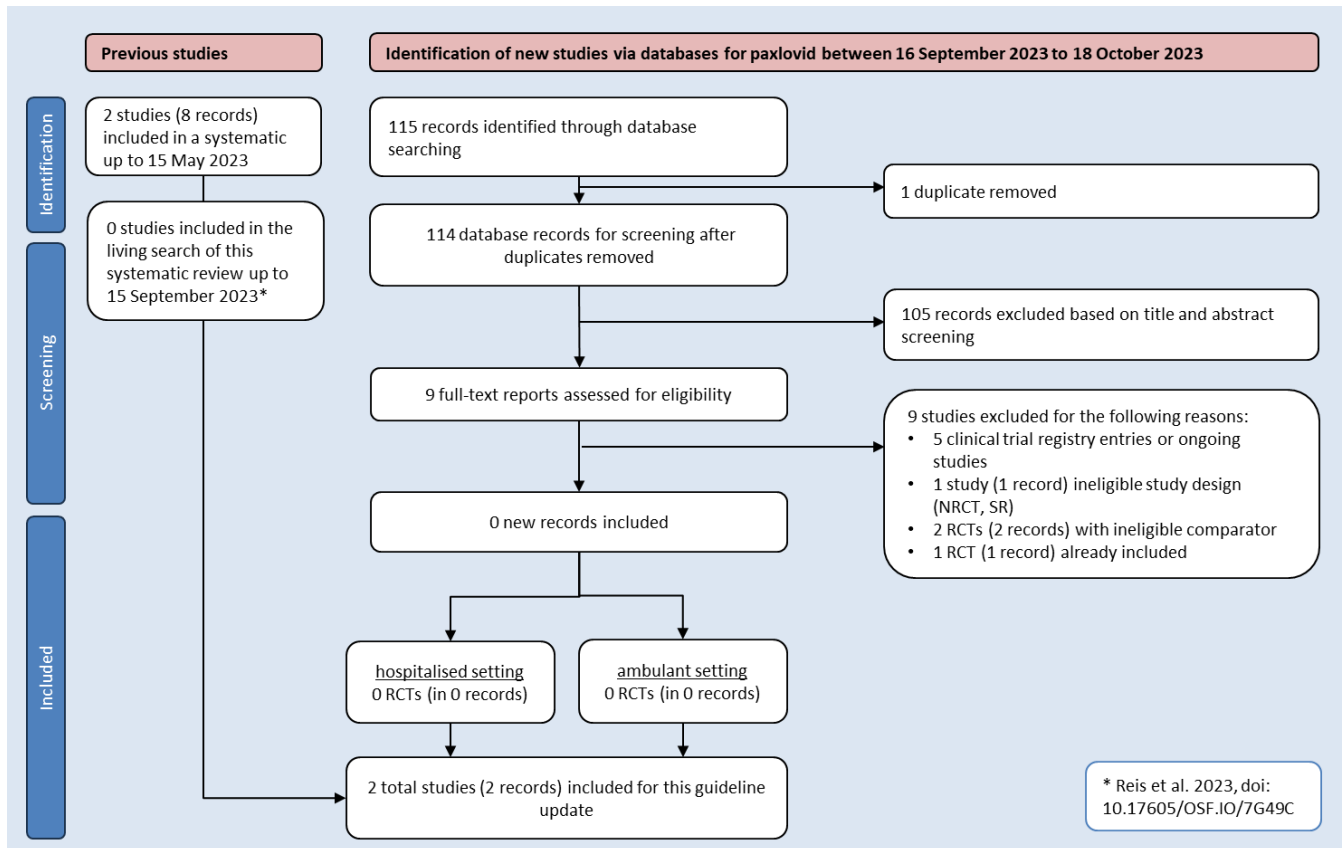 Previous studies
Identification of new studies via databases for paxlovid between 16 September 2023 to 18 October 2023
Identification
2 studies (8 records)
included in a systematic
up to 15 May 2023
115 records identified through database
searching
1 duplicate removed
0 studies included in the
living search of this
systematic review up to
15 September 2023*
114 database records for screening after
duplicates removed
Screening
105 records excluded based on title and abstract
screening
9 full-text reports assessed for eligibility
9 studies excluded for the following reasons:
• 5 clinical trial registry entries or ongoing
studies
• 1 study (1 record) ineligible study design
(NRCT, SR)
• 2 RCTs (2 records) with ineligible comparator
• 1 RCT (1 record) already included
0 new records included
Included
hospitalised setting
0 RCTs (in 0 records)
ambulant setting
0 RCTs (in 0 records)
2 total studies (2 records) included for this guideline
update
* Reis et al. 2023, doi:
10.17605/OSF.IO/7G49C